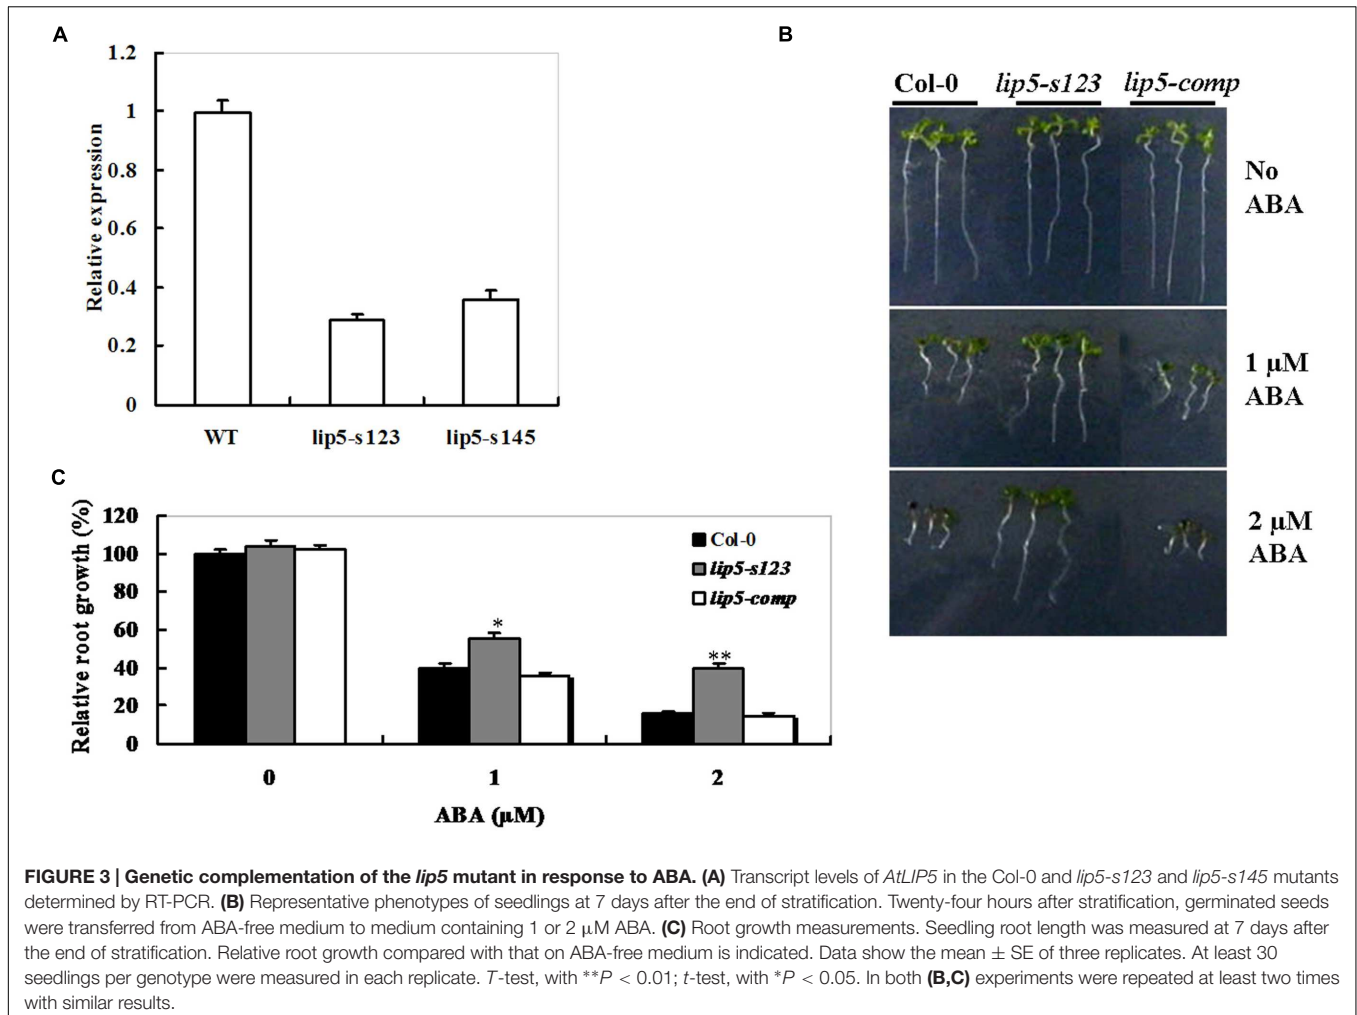 A
1.2
1
0.8
0.6
0.4
0.2
0
Relative expression
WT lip5-s123 lip5-s145
B
Col-0 lip5-s123 lip5-comp
No
ABA
1 μM
ABA
2 μM
ABA
C
120
100
80
60
40
20
0
Relative root growth (%)
Col-0
lip5-s123
lip5-comp
*
**
0 1 2
ABA (μM)
FIGURE 3 | Genetic complementation of the lip5 mutant in response to ABA. (A) Transcript levels of AtLIP5 in the Col-0 and lip5-s123 and lip5-s145 mutants
determined by RT-PCR. (B) Representative phenotypes of seedlings at 7 days after the end of stratification. Twenty-four hours after stratification, germinated seeds
were transferred from ABA-free medium to medium containing 1 or 2 μM ABA. (C) Root growth measurements. Seedling root length was measured at 7 days after
the end of stratification. Relative root growth compared with that on ABA-free medium is indicated. Data show the mean ± SE of three replicates. At least 30
seedlings per genotype were measured in each replicate. T-test, with **P < 0.01; t-test, with *P < 0.05. In both (B,C) experiments were repeated at least two times
with similar results.